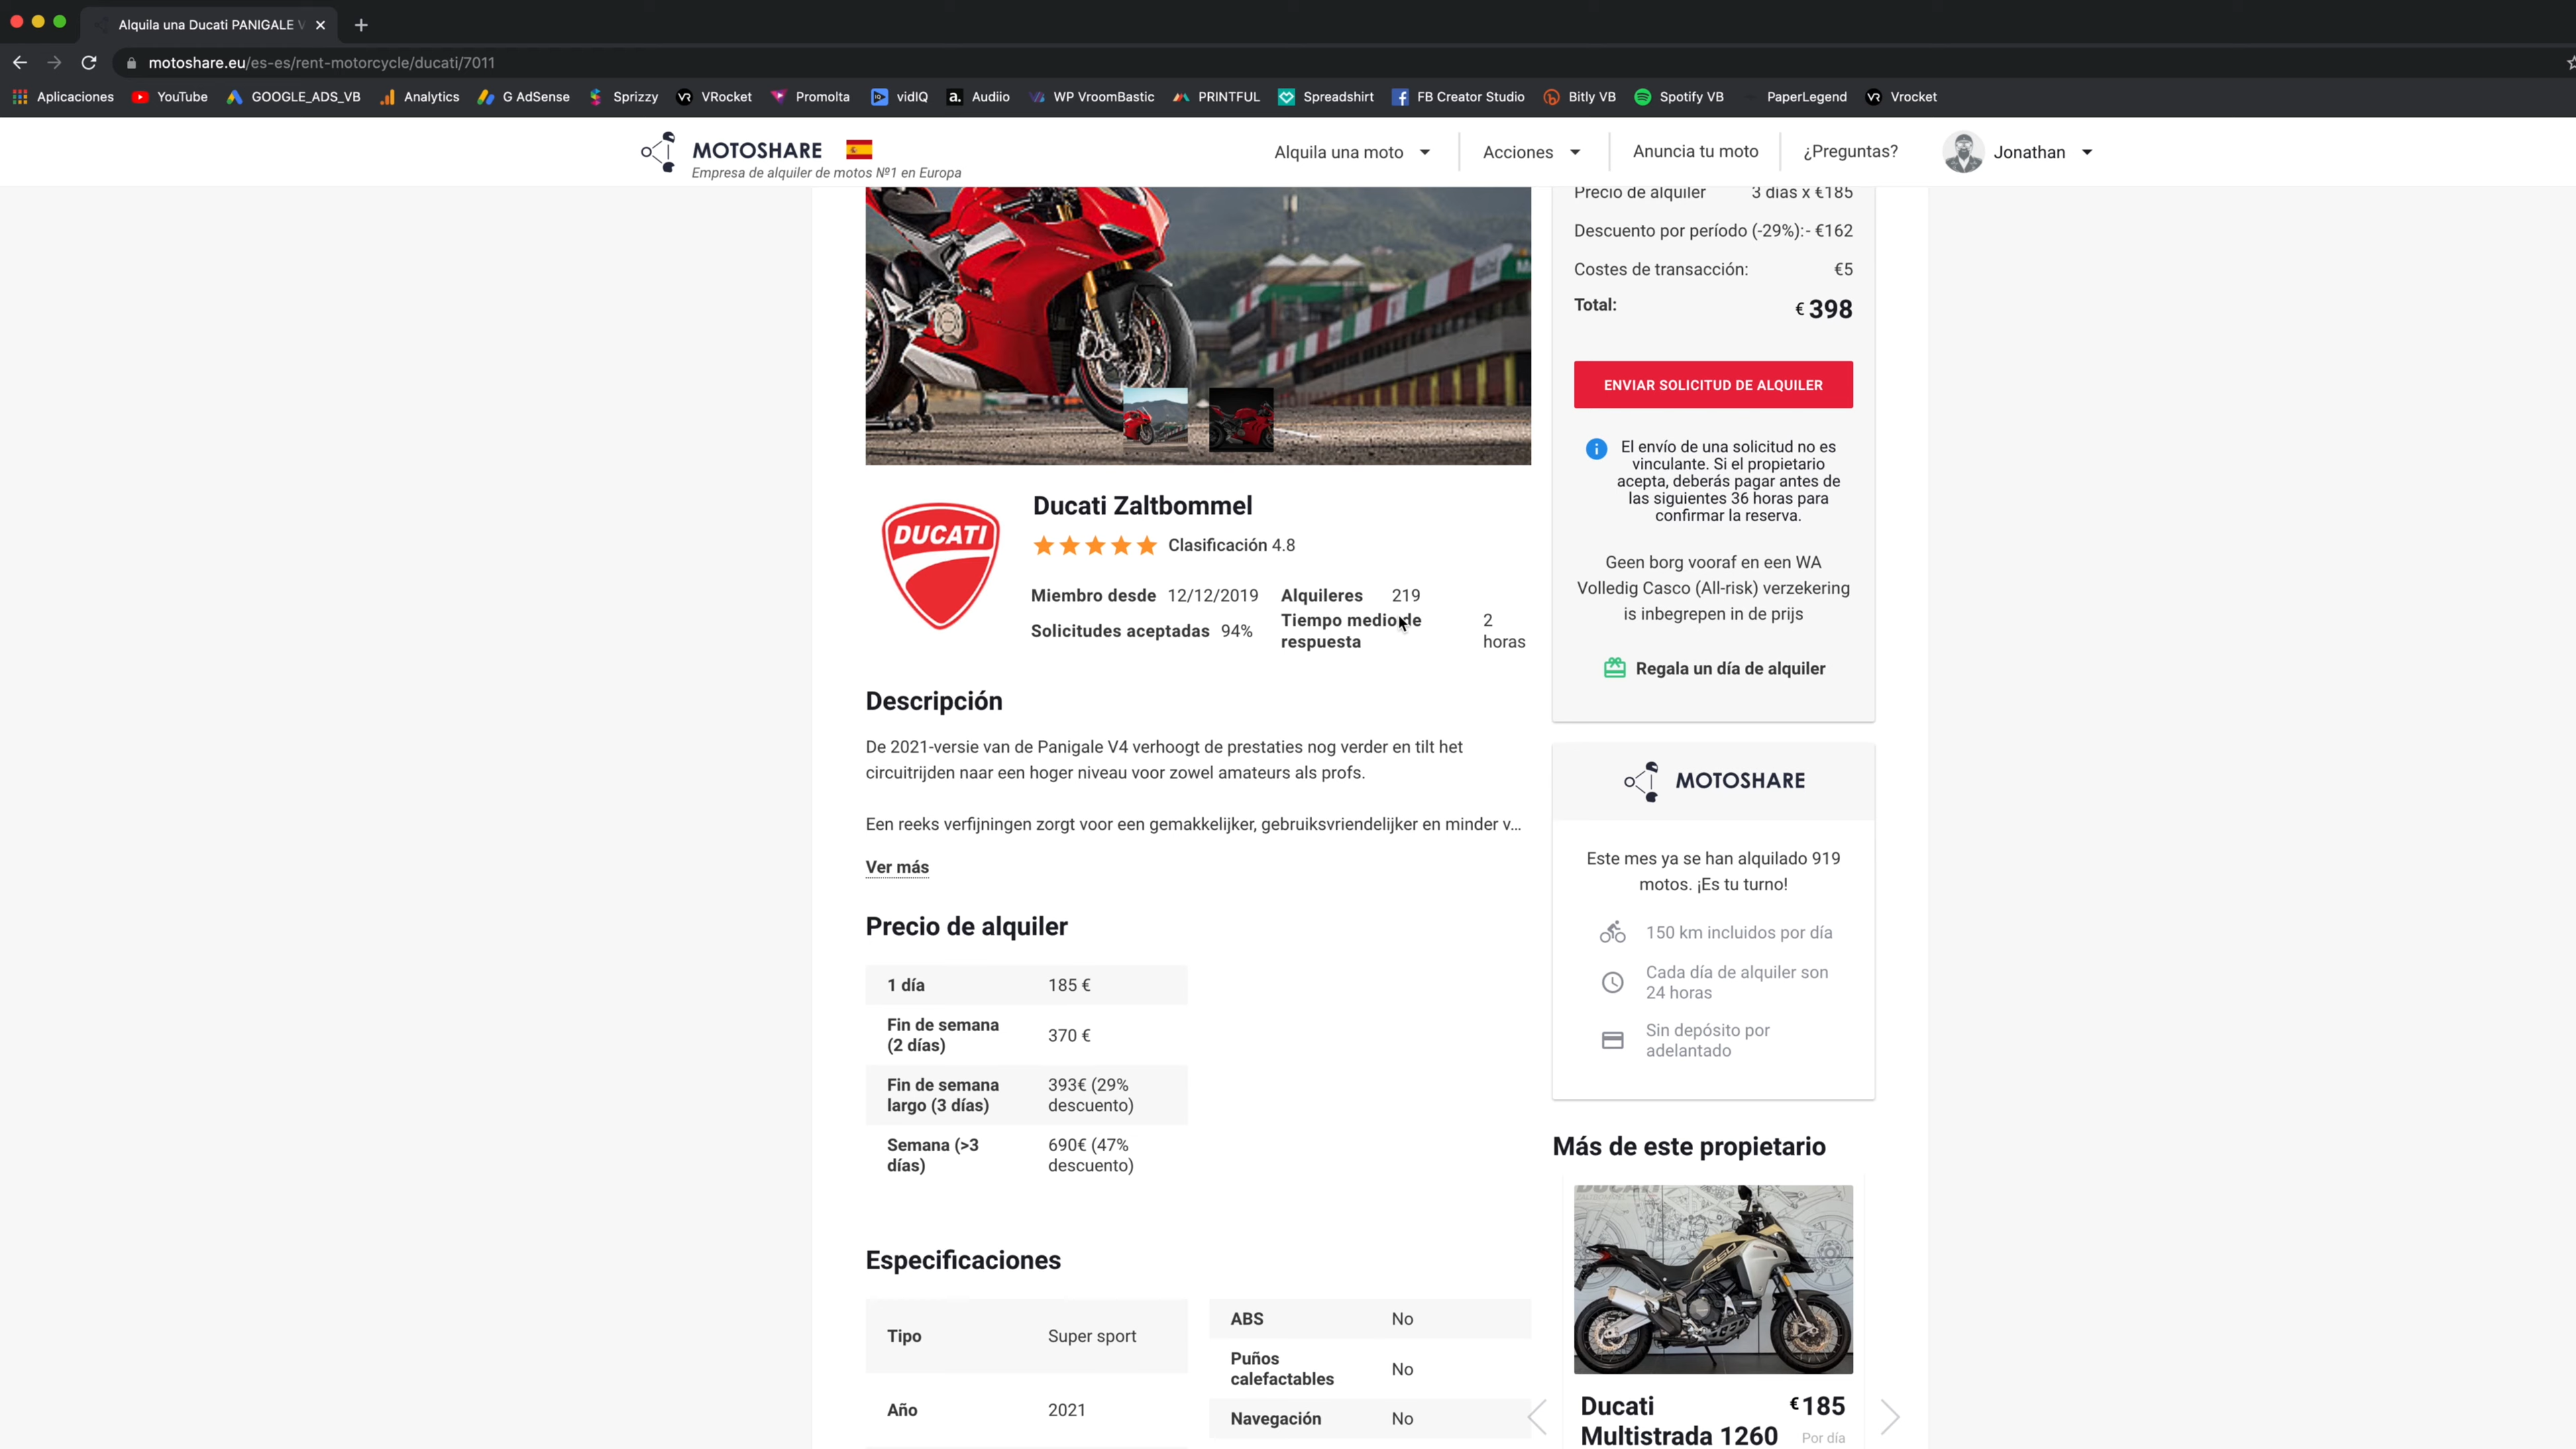 Alquila una Ducati PANIGALE V
motoshare.eu/es-es/rent-motorcycle/ducati/7011
Aplicaciones YouTube GOOGLE_ADS_VB Analytics G AdSense Sprizzy VRocket Promolta vidIQ Audiio WP VroomBastic PRINTFUL Spreadshirt FB Creator Studio Bitly VB Spotify VB PaperLegend Vrocket
MOTOSHARE
Empresa de alquiler de motos Nº1 en Europa
Alquila una moto Acciones Anuncia tu moto ¿Preguntas? Jonathan
DUCATI
Ducati Zaltbommel
Clasificación 4.8
Miembro desde 12/12/2019 Alquileres 219
Solicitudes aceptadas 94% Tiempo medio de respuesta 2 horas
Descripción
De 2021-versie van de Panigale V4 verhoogt de prestaties nog verder en tilt het
circuitrijden naar een hoger niveau voor zowel amateurs als profs.
Een reeks verfijningen zorgt voor een gemakkelijker, gebruiksvriendelijker en minder v...
Ver más
Precio de alquiler
1 día 185 €
Fin de semana (2 días) 370 €
Fin de semana largo (3 días) 393€ (29% descuento)
Semana (>3 días) 690€ (47% descuento)
Especificaciones
Tipo Super sport
Año 2021
ABS No
Puños calefactables No
Navegación No
Precio de alquiler 3 días x €185
Descuento por período (-29%):- €162
Costes de transacción: €5
Total: € 398
ENVIAR SOLICITUD DE ALQUILER
El envío de una solicitud no es
vinculante. Si el propietario
acepta, deberás pagar antes de
las siguientes 36 horas para
confirmar la reserva.
Geen borg vooraf en een WA
Volledig Casco (All-risk) verzekering
is inbegrepen in de prijs
Regala un día de alquiler
MOTOSHARE
Este mes ya se han alquilado 919
motos. ¡Es tu turno!
150 km incluidos por día
Cada día de alquiler son
24 horas
Sin depósito por
adelantado
Más de este propietario
Ducati
Multistrada 1260
€185
Por día